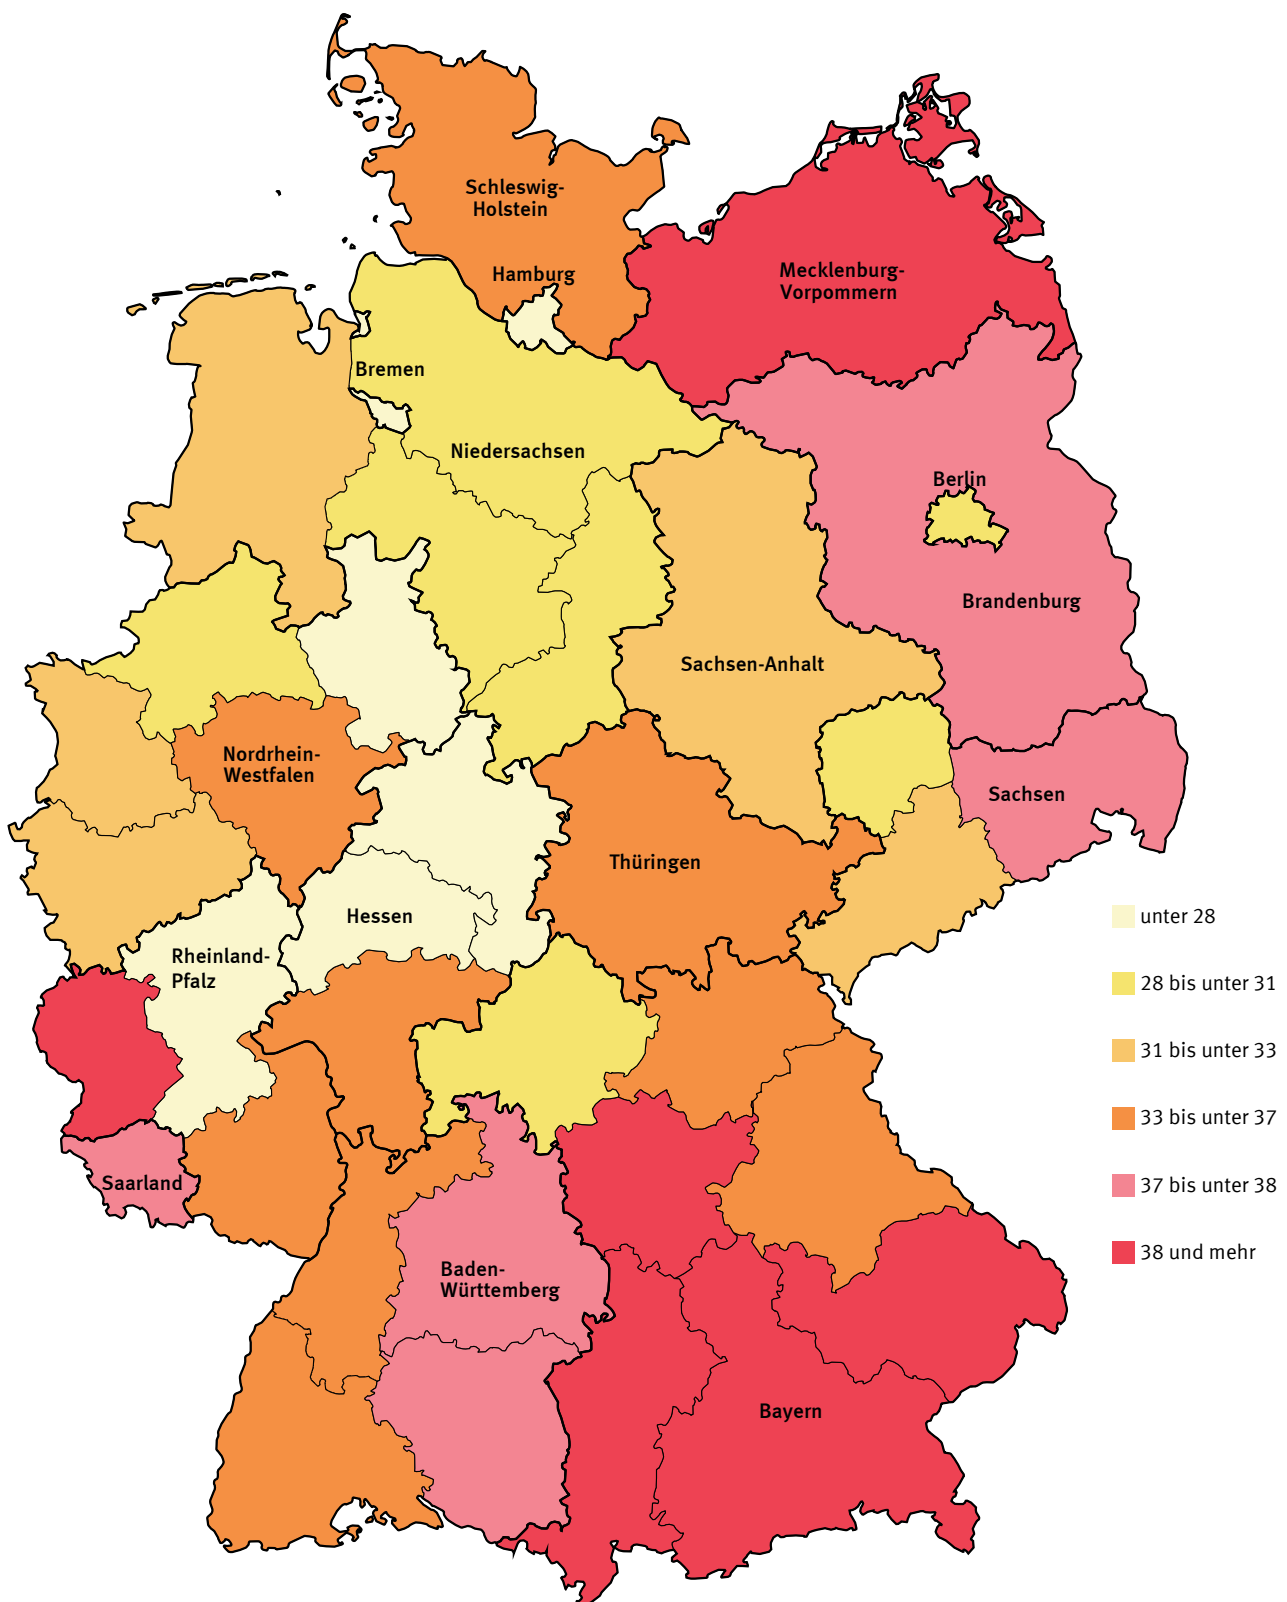 Schleswig-
Holstein
Hamburg
Mecklenburg-
Vorpommern
Bremen
Niedersachsen
Berlin
Brandenburg
Sachsen-Anhalt
Nordrhein-
Westfalen
Sachsen
Thüringen
Hessen
Rheinland-
Pfalz
Saarland
Baden-
Württemberg
Bayern
unter 28
28 bis unter 31
31 bis unter 33
33 bis unter 37
37 bis unter 38
38 und mehr